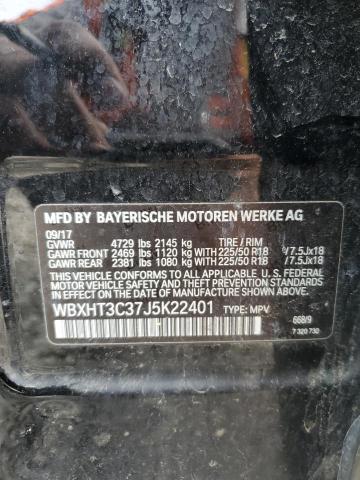 MFD BY BAYERISCHE MOTOREN WERKE AG
09/17
GVWR 4729 lbs 2145 kg TIRE / RIM
GAWR FRONT 2469 lbs 1120 kg WITH 225/50 R18 /7.5Jx18
GAWR REAR 2381 lbs 1080 kg WITH 225/50 R18 /7.5Jx18
THIS VEHICLE CONFORMS TO ALL APPLICABLE U.S. FEDERAL
MOTOR VEHICLE SAFETY STANDARDS IN EFFECT ON THE
DATE OF MANUFACTURE SHOWN ABOVE.
WBXHT3C37J5K22401 TYPE: MPV
668/9
7 320 730